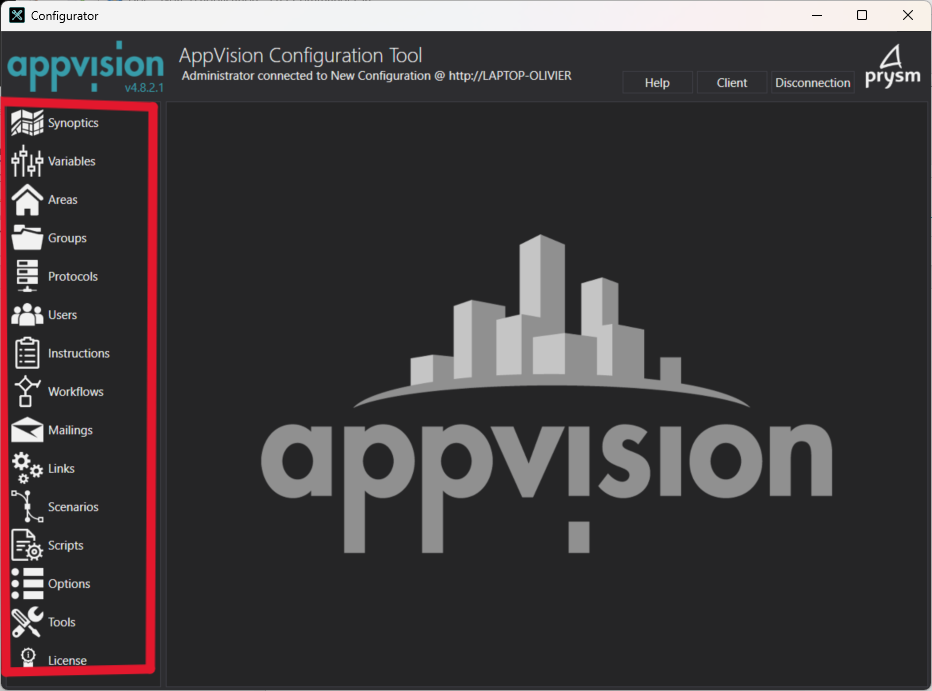 Configurator
appvision
v4.8.2.1
AppVision Configuration Tool
Administrator connected to New Configuration @ http://LAPTOP-OLIVIER
Help
Client
Disconnection
prysm
Synoptics
Variables
Areas
Groups
Protocols
Users
Instructions
Workflows
Mailings
Links
Scenarios
Scripts
Options
Tools
License
appvision